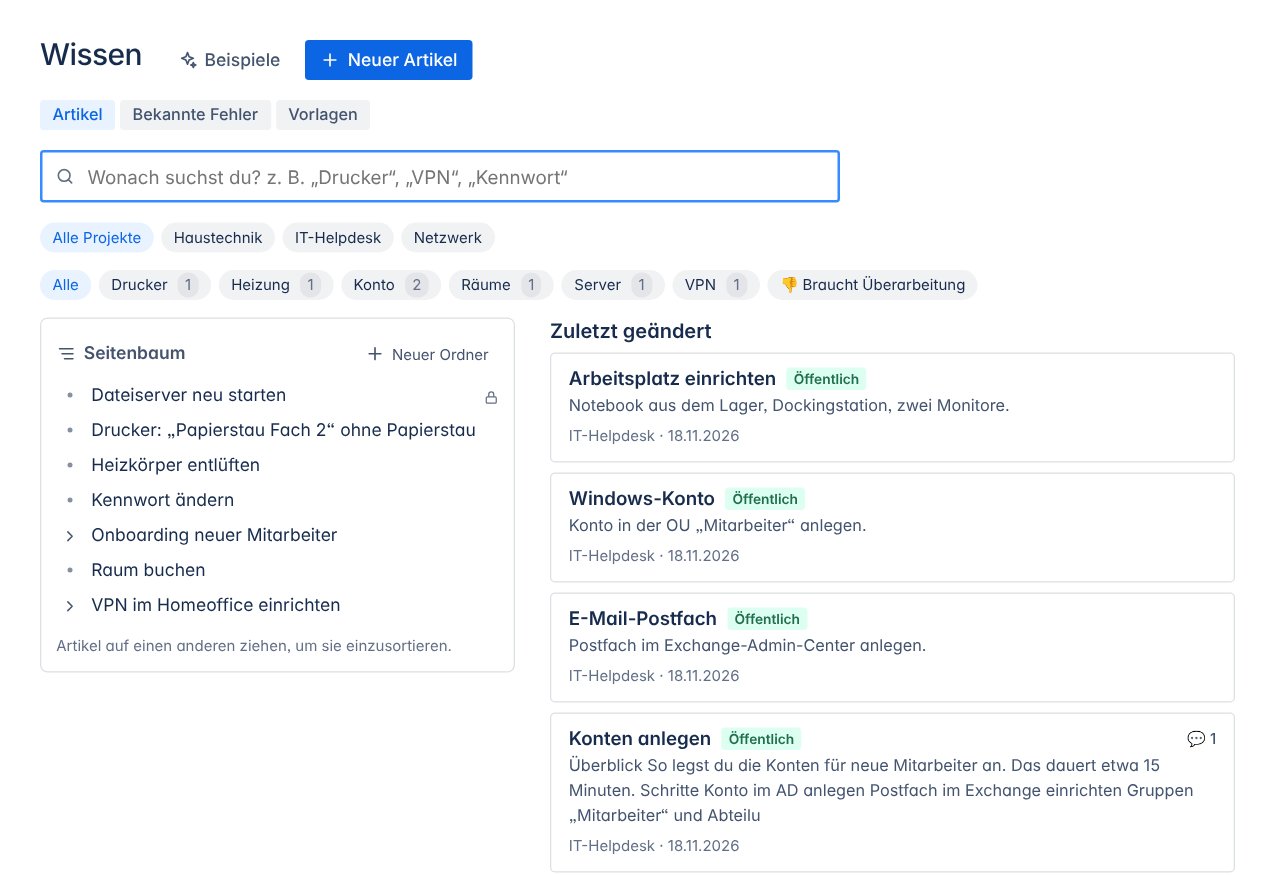 Wissen
Beispiele
Neuer Artikel
Artikel
Bekannte Fehler
Vorlagen
Wonach suchst du? z. B. „Drucker“, „VPN“, „Kennwort“
Alle Projekte
Haustechnik
IT-Helpdesk
Netzwerk
Alle
Drucker 1
Heizung 1
Konto 2
Räume 1
Server 1
VPN 1
👎 Braucht Überarbeitung
Seitenbaum
Neuer Ordner
Dateiserver neu starten
Drucker: „Papierstau Fach 2“ ohne Papierstau
Heizkörper entlüften
Kennwort ändern
Onboarding neuer Mitarbeiter
Raum buchen
VPN im Homeoffice einrichten
Artikel auf einen anderen ziehen, um sie einzusortieren.
Zuletzt geändert
Arbeitsplatz einrichten Öffentlich
Notebook aus dem Lager, Dockingstation, zwei Monitore.
IT-Helpdesk · 18.11.2026
Windows-Konto Öffentlich
Konto in der OU „Mitarbeiter“ anlegen.
IT-Helpdesk · 18.11.2026
E-Mail-Postfach Öffentlich
Postfach im Exchange-Admin-Center anlegen.
IT-Helpdesk · 18.11.2026
Konten anlegen Öffentlich 💬 1
Überblick So legst du die Konten für neue Mitarbeiter an. Das dauert etwa 15
Minuten. Schritte Konto im AD anlegen Postfach im Exchange einrichten Gruppen
„Mitarbeiter“ und Abteilu
IT-Helpdesk · 18.11.2026